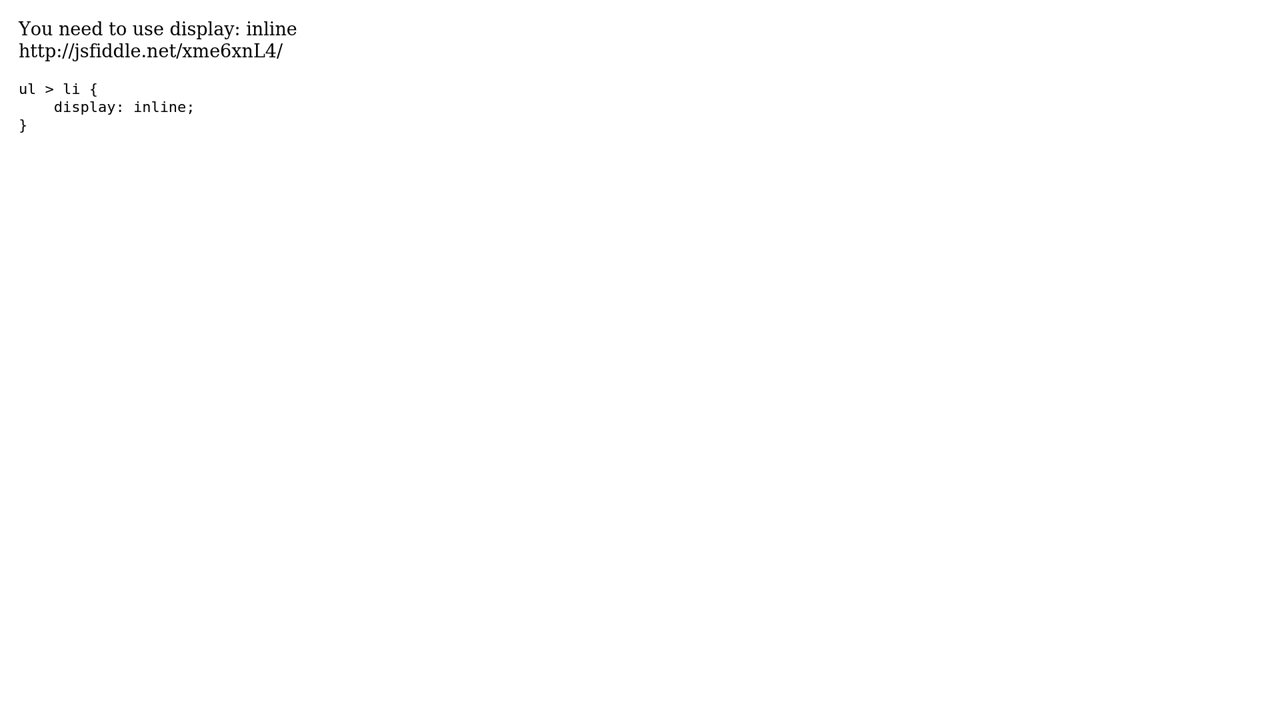 You need to use display: inline
http://jsfiddle.net/xme6xnL4/
ul > li {
    display: inline;
}